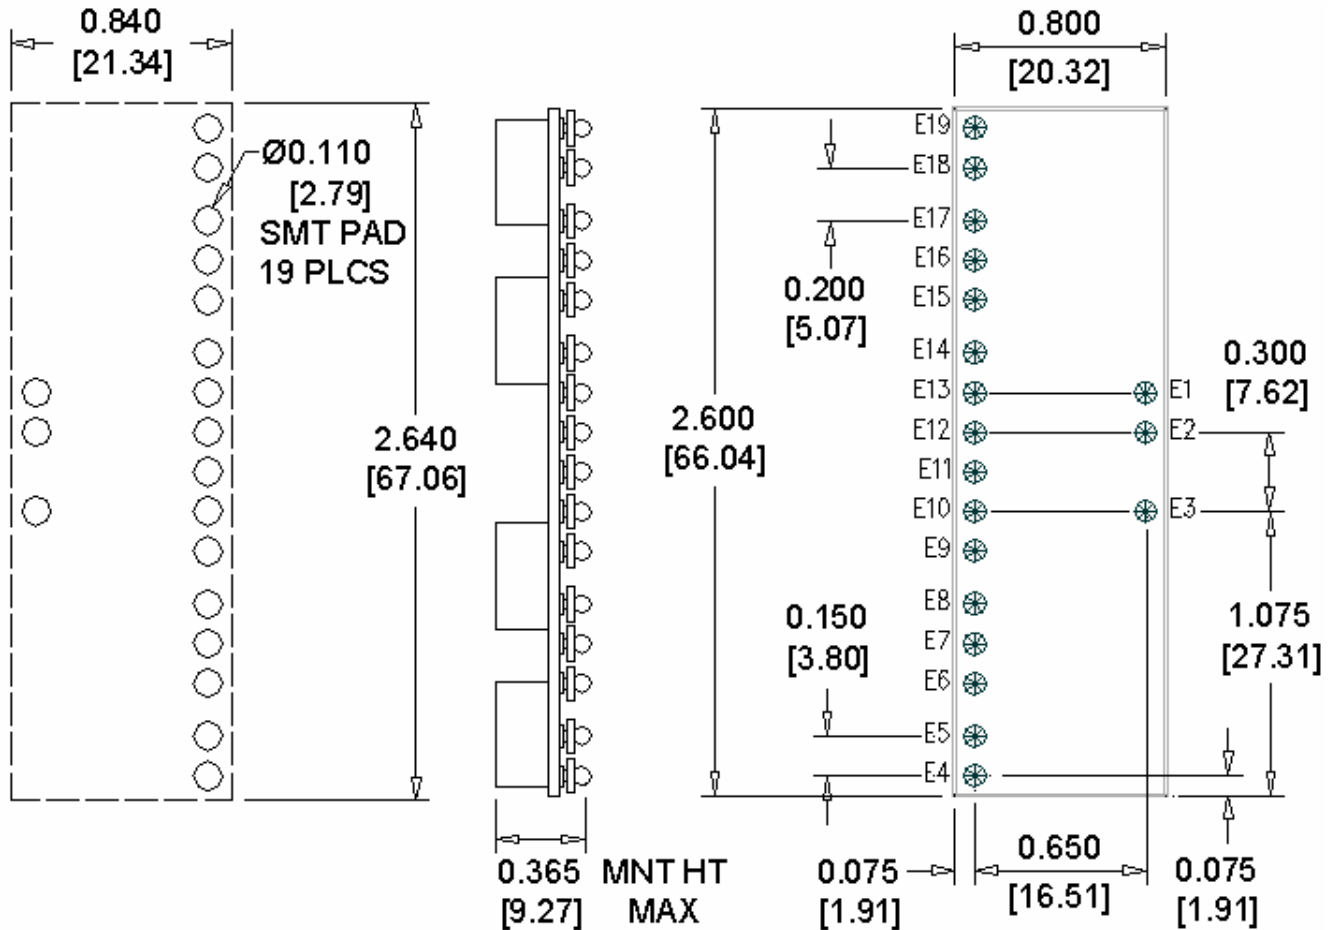 0.840
[21.34]
Ø0.110
[2.79]
SMT PAD
19 PLCS
2.640
[67.06]
0.365 MNT HT
[9.27] MAX
0.800
[20.32]
E19
E18
E17
E16
E15
E14
E13
E12
E11
E10
E9
E8
E7
E6
E5
E4
E1
E2
E3
0.200
[5.07]
2.600
[66.04]
0.150
[3.80]
0.300
[7.62]
1.075
[27.31]
0.075
[1.91]
0.650
[16.51]
0.075
[1.91]